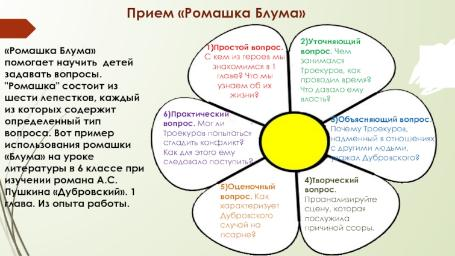 Прием «Ромашка Блума»
«Ромашка Блума»
помогает научить детей
задавать вопросы.
"Ромашка" состоит из
шести лепестков, каждый
из которых содержит
определенный тип
вопроса. Вот пример
использования ромашки
«Блума» на уроке
литературы в 6 классе при
изучении романа А.С.
Пушкина «Дубровский». 1
глава. Из опыта работы.
1)Простой вопрос.
С кем из героев мы
знакомимся в 1
главе? Что мы
узнаем об их
жизни?
2)Уточняющий
вопрос. Чем
занимался
Троекуров, как
проводил время?
Что давало ему
власть?
3)Объясняющий вопрос.
Почему Троекуров,
надменный в отношениях
с другими людьми,
уважал Дубровского?
4)Творческий
вопрос.
Проанализируйте
сцену, которая
послужила
причиной ссоры.
5)Оценочный
вопрос. Как
характеризует
Дубровского
случай на
псарне?
6)Практический
вопрос. Мог ли
Троекуров попытаться
сгладить конфликт?
Как для этого ему
следовало поступить?